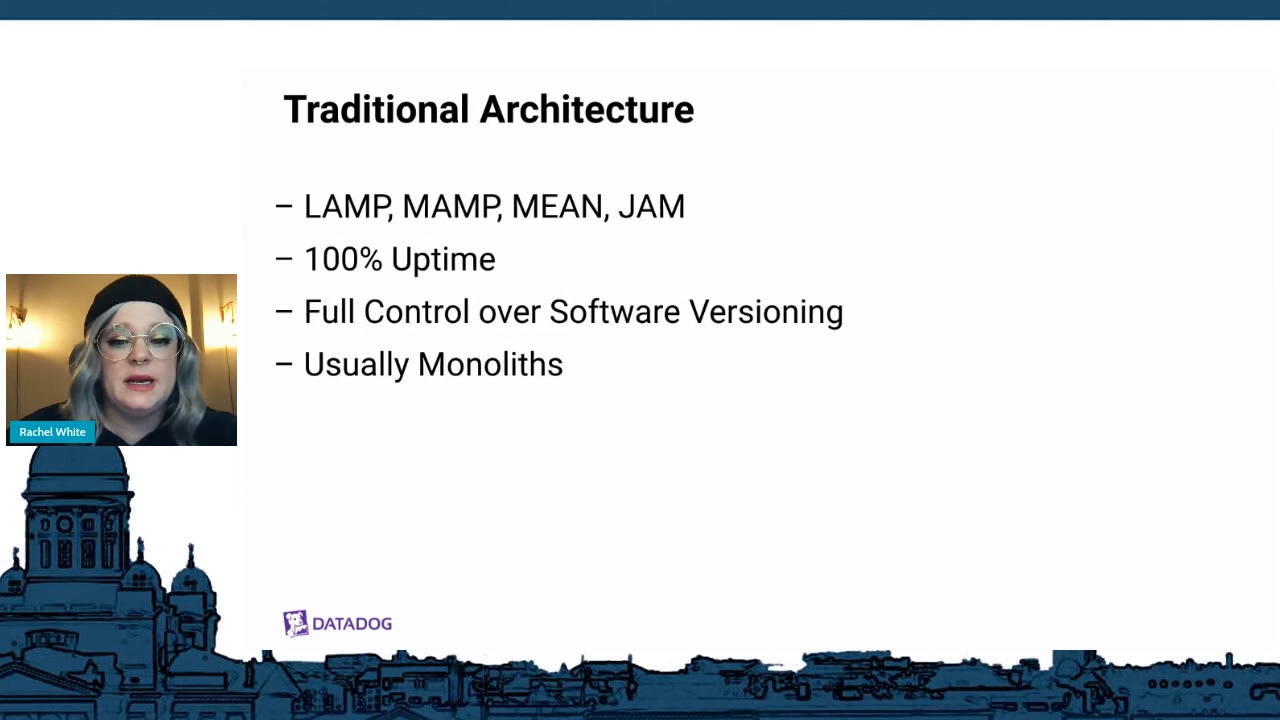 Traditional Architecture
– LAMP, MAMP, MEAN, JAM
– 100% Uptime
– Full Control over Software Versioning
– Usually Monoliths
Rachel White
DATADOG